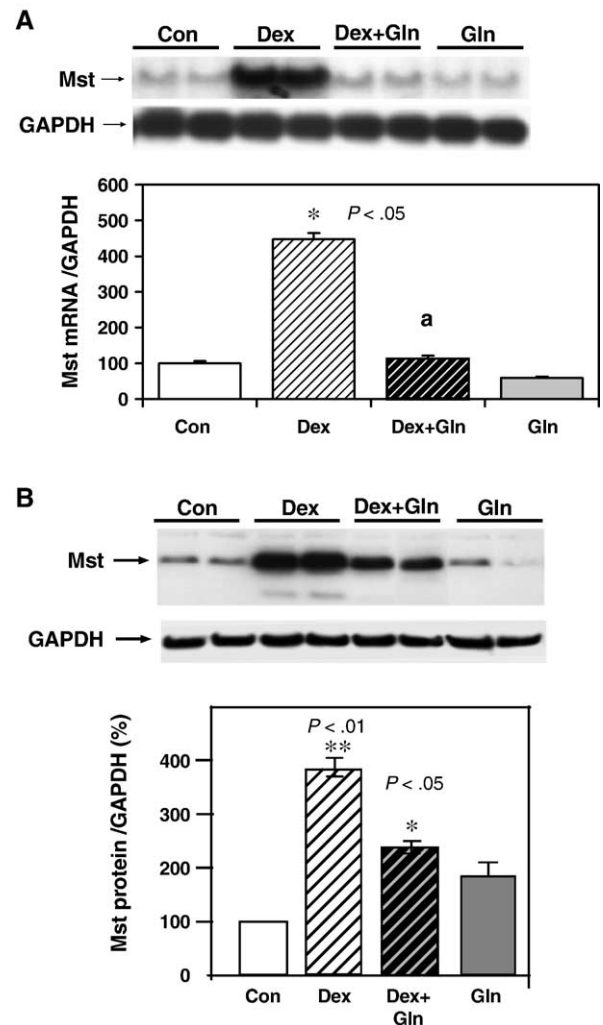 A
Con Dex Dex+Gln Gln
Mst
GAPDH
Mst mRNA /GAPDH
600
500
400
300
200
100
0
* P < .05
a
Con Dex Dex+Gln Gln
B
Con Dex Dex+Gln Gln
Mst
GAPDH
Mst protein /GAPDH (%)
400
300
200
100
0
P < .01
**
P < .05
*
Con Dex Dex+ Gln
Gln